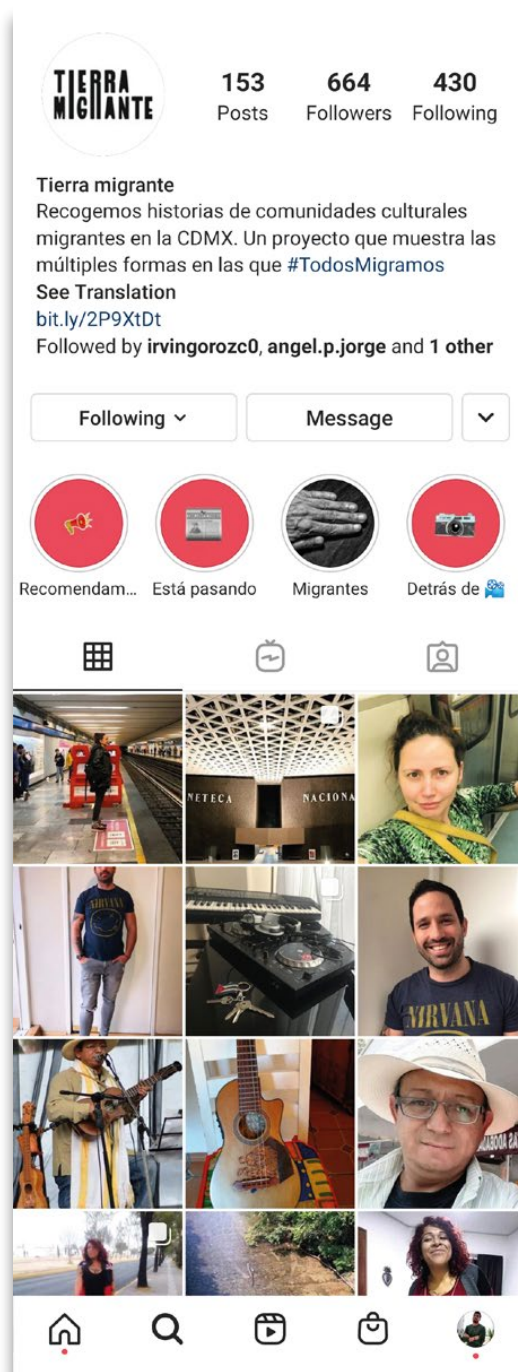 TIERRA
MIGRANTE
153 664 430
Posts Followers Following
Tierra migrante
Recogemos historias de comunidades culturales
migrantes en la CDMX. Un proyecto que muestra las
múltiples formas en las que #TodosMigramos
See Translation
bit.ly/2P9XtDt
Followed by irvingorozc0, angel.p.jorge and 1 other
Following Message
Recomendam... Está pasando Migrantes Detrás de
NETECA NACIONA
NIRVANA
NIRVANA